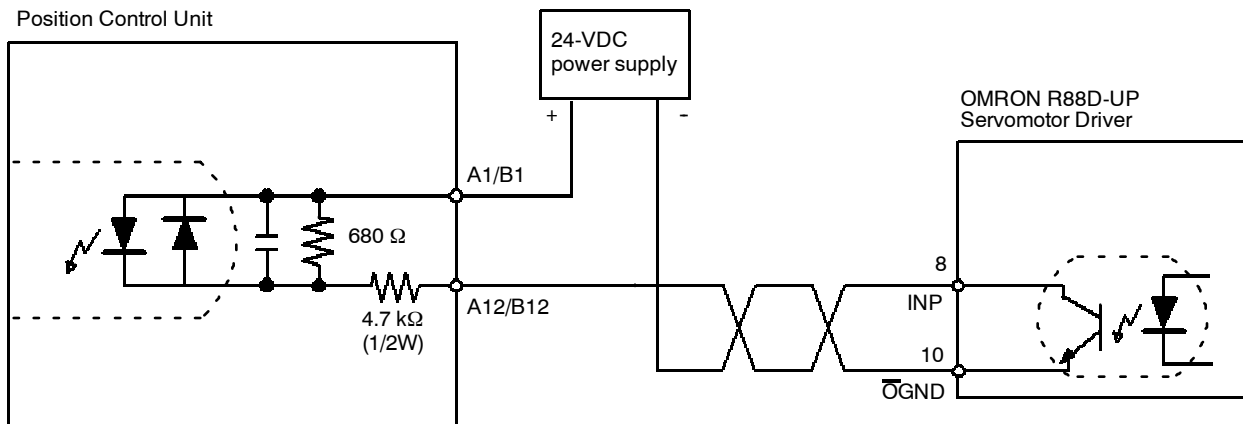 Position Control Unit
24-VDC
power supply
+
-
OMRON R88D-UP
Servomotor Driver
A1/B1
680 Ω
4.7 kΩ
(1/2W)
A12/B12
8
INP
10
O̅GND